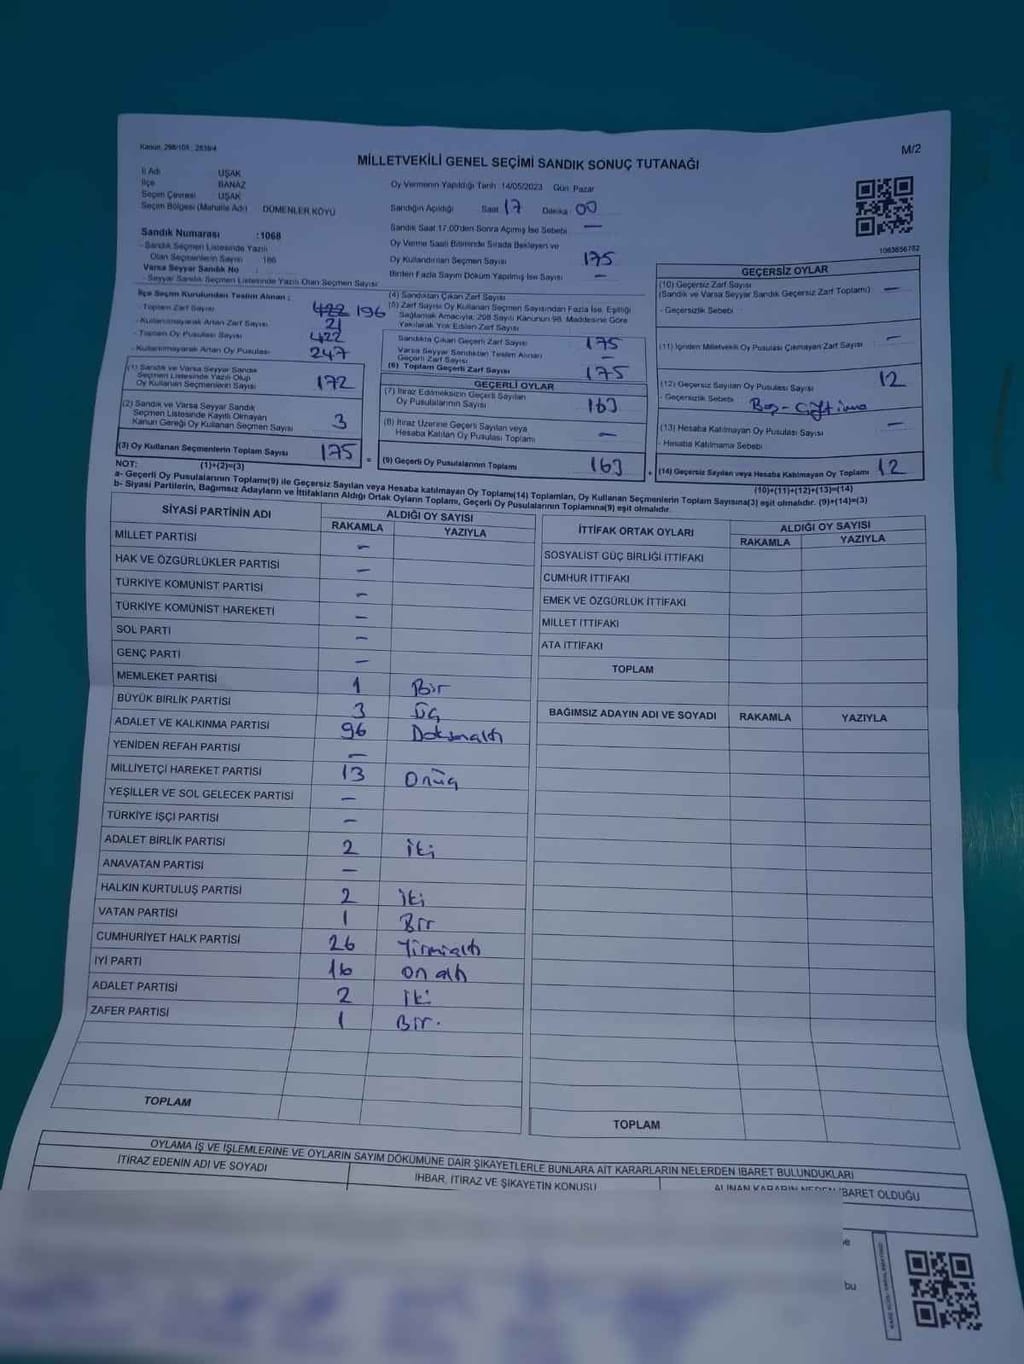 Kanun: 298/105, 2839/4
M/2
MİLLETVEKİLİ GENEL SEÇİMİ SANDIK SONUÇ TUTANAĞI
İl Adı UŞAK
İlçe BANAZ
Seçim Çevresi UŞAK
Seçim Bölgesi (Mahalle Adı) DÜMENLER KÖYÜ
Sandık Numarası :1068
- Sandık Seçmen Listesinde Yazılı
Olan Seçmenlerin Sayısı 186
Varsa Seyyar Sandık No :
- Seyyar Sandık Seçmen Listesinde Yazılı Olan Seçmen Sayısı
Oy Vermenin Yapıldığı Tarih :14/05/2023 Gün: Pazar
Sandığın Açıldığı Saat 17 Dakika: 00
Sandık Saat 17.00'den Sonra Açılmış İse Sebebi —
Oy Verme Saati Bitiminde Sırada Bekleyen ve
Oy Kullandırılan Seçmen Sayısı 175
Birden Fazla Sayım Döküm Yapılmış İse Sayısı —
1063656762
İlçe Seçim Kurulundan Teslim Alınan :
- Toplam Zarf Sayısı 422 196
- Kullanılmayarak Artan Zarf Sayısı 21
- Toplam Oy Pusulası Sayısı 422
- Kullanılmayarak Artan Oy Pusulası 247
(1) Sandık ve Varsa Seyyar Sandık
Seçmen Listesinde Yazılı Olup
Oy Kullanan Seçmenlerin Sayısı 172
(2) Sandık ve Varsa Seyyar Sandık
Seçmen Listesinde Kayıtlı Olmayan
Kanun Gereği Oy Kullanan Seçmen Sayısı 3
(3) Oy Kullanan Seçmenlerin Toplam Sayısı 175
(1)+(2)=(3)
(4) Sandıktan Çıkan Zarf Sayısı
(5) Zarf Sayısı Oy Kullanan Seçmen Sayısından Fazla İse, Eşitliği
Sağlamak Amacıyla; 298 Sayılı Kanunun 98. Maddesine Göre
Yakılarak Yok Edilen Zarf Sayısı
Sandıkta Çıkan Geçerli Zarf Sayısı 175
Varsa Seyyar Sandıktan Teslim Alınan
Geçerli Zarf Sayısı —
(6) Toplam Geçerli Zarf Sayısı 175
GEÇERLİ OYLAR
(7) İtiraz Edilmeksizin Geçerli Sayılan
Oy Pusulalarının Sayısı 163
(8) İtiraz Üzerine Geçerli Sayılan veya
Hesaba Katılan Oy Pusulası Toplamı —
= (9) Geçerli Oy Pusulalarının Toplamı 163
GEÇERSİZ OYLAR
(10) Geçersiz Zarf Sayısı
(Sandık ve Varsa Seyyar Sandık Geçersiz Zarf Toplamı) —
- Geçersizlik Sebebi
(11) İçinden Milletvekili Oy Pusulası Çıkmayan Zarf Sayısı —
(12) Geçersiz Sayılan Oy Pusulası Sayısı 12
- Geçersizlik Sebebi Boş - Çift
(13) Hesaba Katılmayan Oy Pusulası Sayısı —
- Hesaba Katılmama Sebebi
+ (14) Geçersiz Sayılan veya Hesaba Katılmayan Oy Toplamı 12
(10)+(11)+(12)+(13)=(14)
NOT:
a- Geçerli Oy Pusulalarının Toplamı(9) ile Geçersiz Sayılan veya Hesaba katılmayan Oy Toplamı(14) Toplamları, Oy Kullanan Seçmenlerin Toplam Sayısına(3) eşit olmalıdır. (9)+(14)=(3)
b- Siyasi Partilerin, Bağımsız Adayların ve İttifakların Aldığı Ortak Oyların Toplamı, Geçerli Oy Pusulalarının Toplamına(9) eşit olmalıdır.
SİYASİ PARTİNİN ADI
ALDIĞI OY SAYISI
RAKAMLA YAZIYLA
MİLLET PARTİSİ —
HAK VE ÖZGÜRLÜKLER PARTİSİ —
TÜRKİYE KOMÜNİST PARTİSİ —
TÜRKİYE KOMÜNİST HAREKETİ —
SOL PARTİ —
GENÇ PARTİ —
MEMLEKET PARTİSİ 1 Bir
BÜYÜK BİRLİK PARTİSİ 3 üç
ADALET VE KALKINMA PARTİSİ 96 Doksanaltı
YENİDEN REFAH PARTİSİ —
MİLLİYETÇİ HAREKET PARTİSİ 13 Onüç
YEŞİLLER VE SOL GELECEK PARTİSİ —
TÜRKİYE İŞÇİ PARTİSİ —
ADALET BİRLİK PARTİSİ 2 iki
ANAVATAN PARTİSİ —
HALKIN KURTULUŞ PARTİSİ 2 iki
VATAN PARTİSİ 1 Bir
CUMHURİYET HALK PARTİSİ 26 Yirmialtı
İYİ PARTİ 16 on altı
ADALET PARTİSİ 2 iki
ZAFER PARTİSİ 1 Bir.
TOPLAM
İTTİFAK ORTAK OYLARI
ALDIĞI OY SAYISI
RAKAMLA YAZIYLA
SOSYALİST GÜÇ BİRLİĞİ İTTİFAKI
CUMHUR İTTİFAKI
EMEK VE ÖZGÜRLÜK İTTİFAKI
MİLLET İTTİFAKI
ATA İTTİFAKI
TOPLAM
BAĞIMSIZ ADAYIN ADI VE SOYADI RAKAMLA YAZIYLA
TOPLAM
OYLAMA İŞ VE İŞLEMLERİNE VE OYLARIN SAYIM DÖKÜMÜNE DAİR ŞİKAYETLERLE BUNLARA AİT KARARLARIN NELERDEN İBARET BULUNDUKLARI
İTİRAZ EDENİN ADI VE SOYADI
İHBAR, İTİRAZ VE ŞİKAYETİN KONUSU
ALINAN KARARIN NEDEN İBARET OLDUĞU
bu